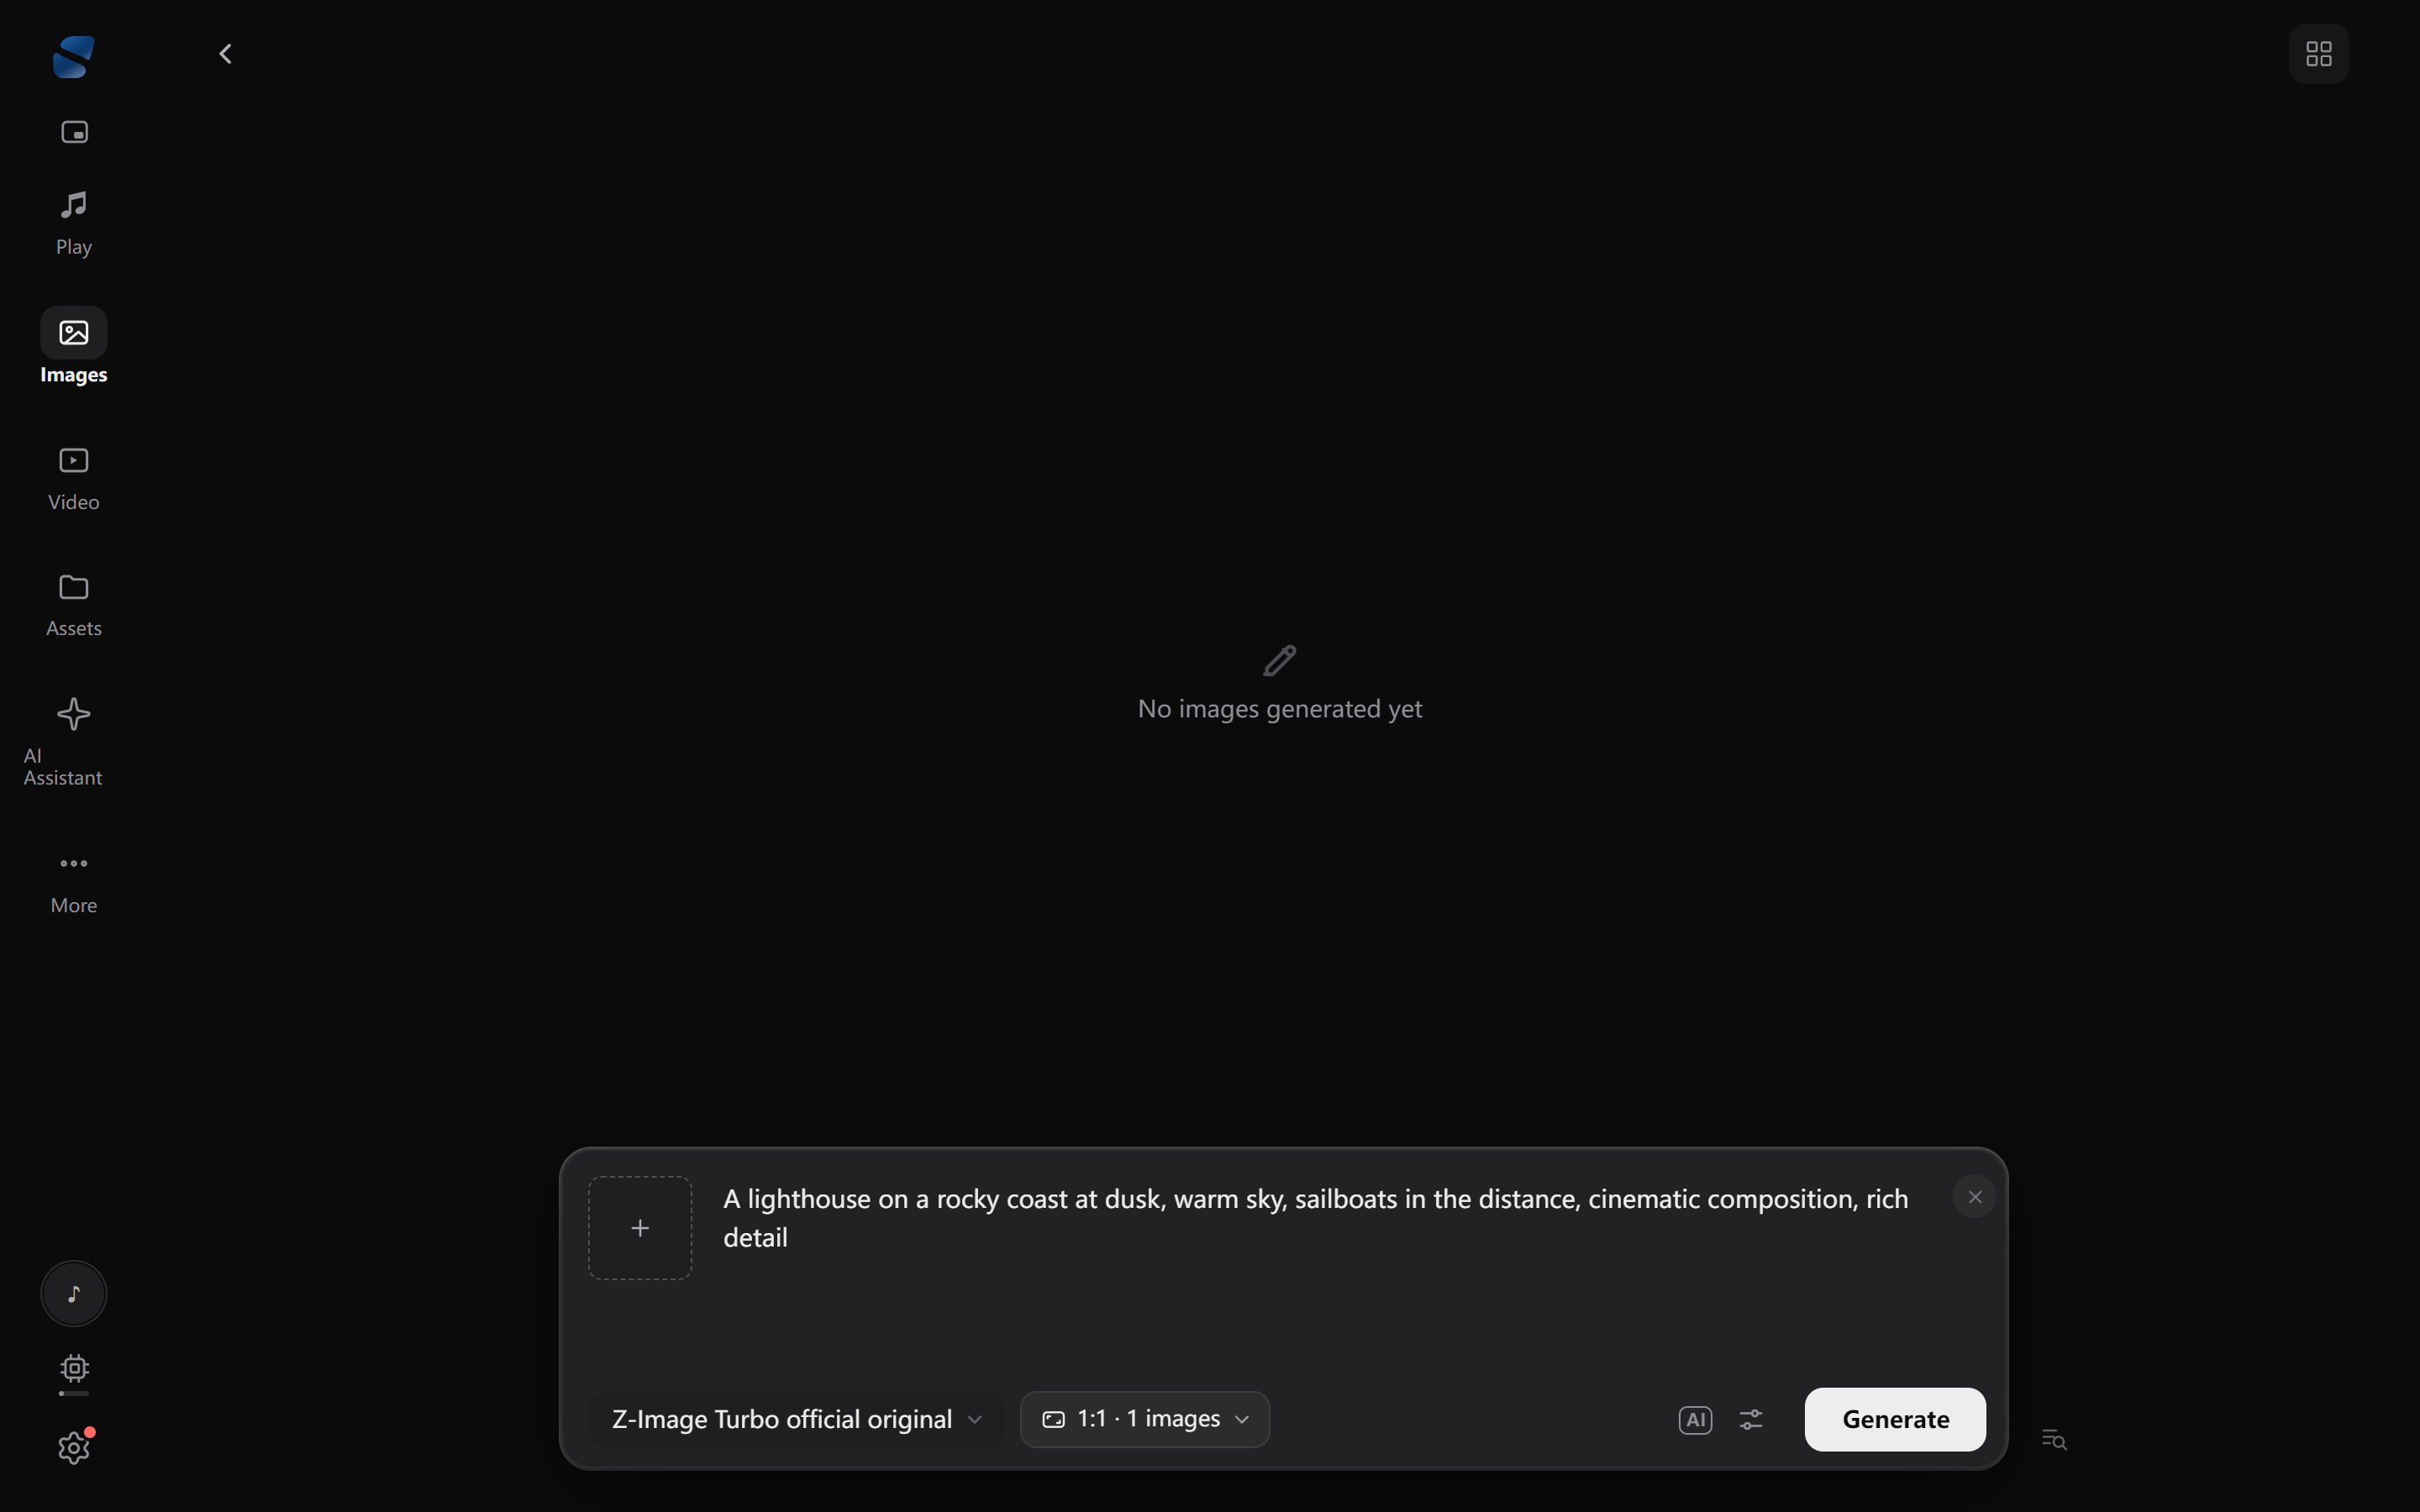 Play
Images
Video
Assets
AI
Assistant
More
No images generated yet
A lighthouse on a rocky coast at dusk, warm sky, sailboats in the distance, cinematic composition, rich
detail
Z-Image Turbo official original
1:1 · 1 images
AI
Generate